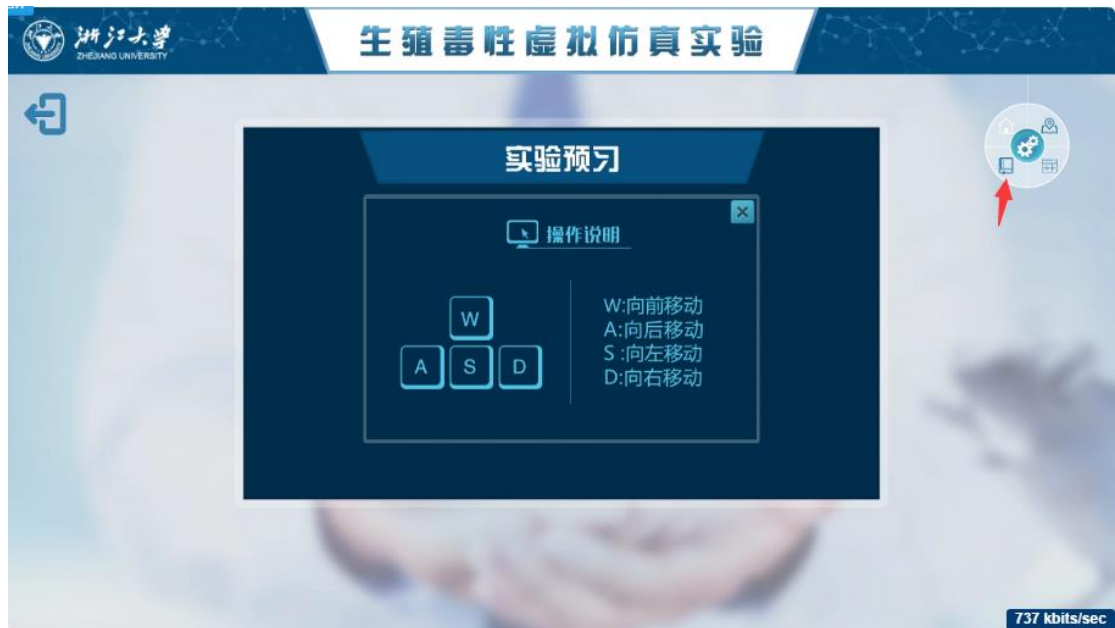 浙江大学
ZHEJIANG UNIVERSITY
生殖毒性虚拟仿真实验
实验预习
操作说明
W
A S D
W:向前移动
A:向后移动
S :向左移动
D:向右移动
737 kbits/sec